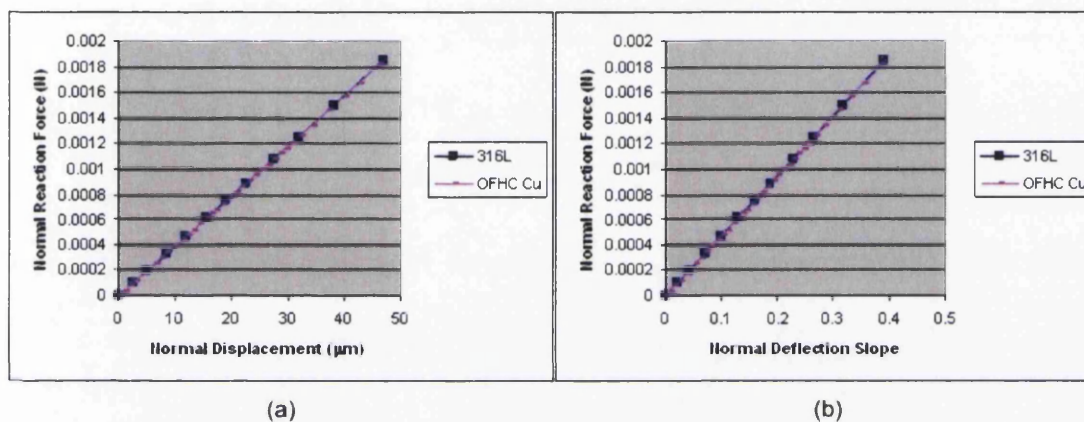 0.002
0.0018
0.0016
0.0014
0.0012
0.001
0.0008
0.0006
0.0004
0.0002
0
Normal Reaction Force (N)
0 10 20 30 40 50
Normal Displacement (µm)
316L
OFHC Cu
(a)
0.002
0.0018
0.0016
0.0014
0.0012
0.001
0.0008
0.0006
0.0004
0.0002
0
Normal Reaction Force (N)
0 0.1 0.2 0.3 0.4 0.5
Normal Deflection Slope
316L
OFHC Cu
(b)